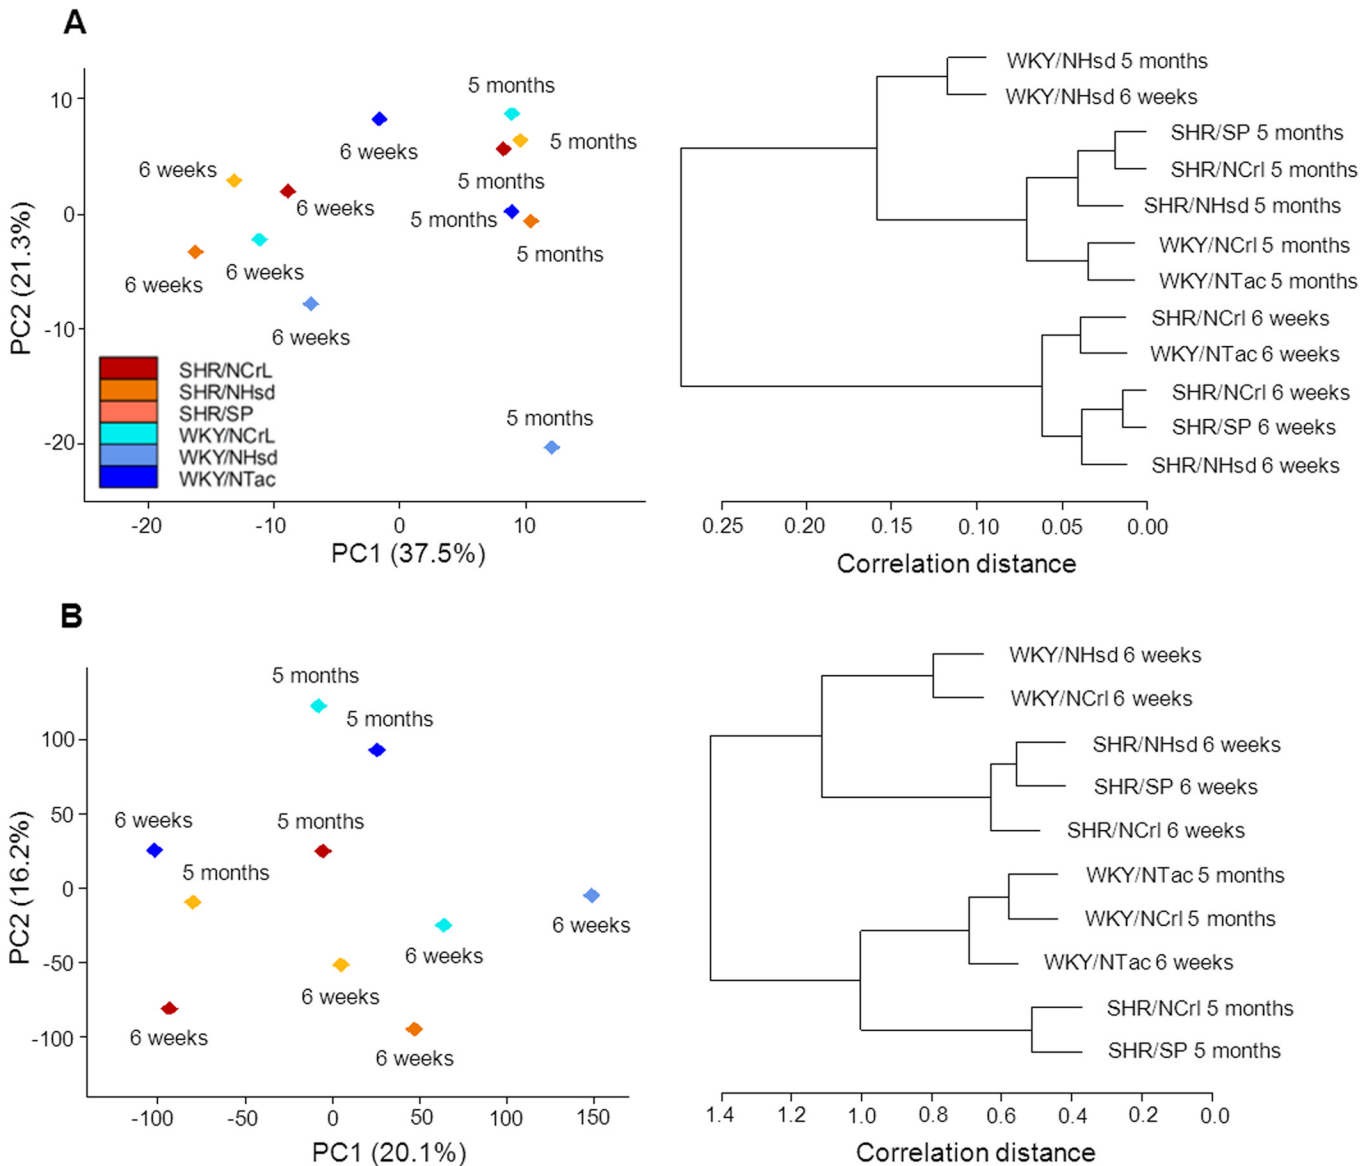 A
5 months
10
5 months
6 weeks
6 weeks
5 months
6 weeks
0
5 months
5 months
6 weeks
6 weeks
-10
6 weeks
5 months
-20
PC2 (21.3%)
SHR/NCrL
SHR/NHsd
SHR/SP
WKY/NCrL
WKY/NHsd
WKY/NTac
-20 -10 0 10
PC1 (37.5%)
WKY/NHsd 5 months
WKY/NHsd 6 weeks
SHR/SP 5 months
SHR/NCrl 5 months
SHR/NHsd 5 months
WKY/NCrl 5 months
WKY/NTac 5 months
SHR/NCrl 6 weeks
WKY/NTac 6 weeks
SHR/NCrl 6 weeks
SHR/SP 6 weeks
SHR/NHsd 6 weeks
0.25 0.20 0.15 0.10 0.05 0.00
Correlation distance
B
5 months
5 months
100
50
6 weeks
5 months
5 months
0
6 weeks
6 weeks
-50
6 weeks
-100
6 weeks
6 weeks
PC2 (16.2%)
-100 -50 0 50 100 150
PC1 (20.1%)
WKY/NHsd 6 weeks
WKY/NCrl 6 weeks
SHR/NHsd 6 weeks
SHR/SP 6 weeks
SHR/NCrl 6 weeks
WKY/NTac 5 months
WKY/NCrl 5 months
WKY/NTac 6 weeks
SHR/NCrl 5 months
SHR/SP 5 months
1.4 1.2 1.0 0.8 0.6 0.4 0.2 0.0
Correlation distance